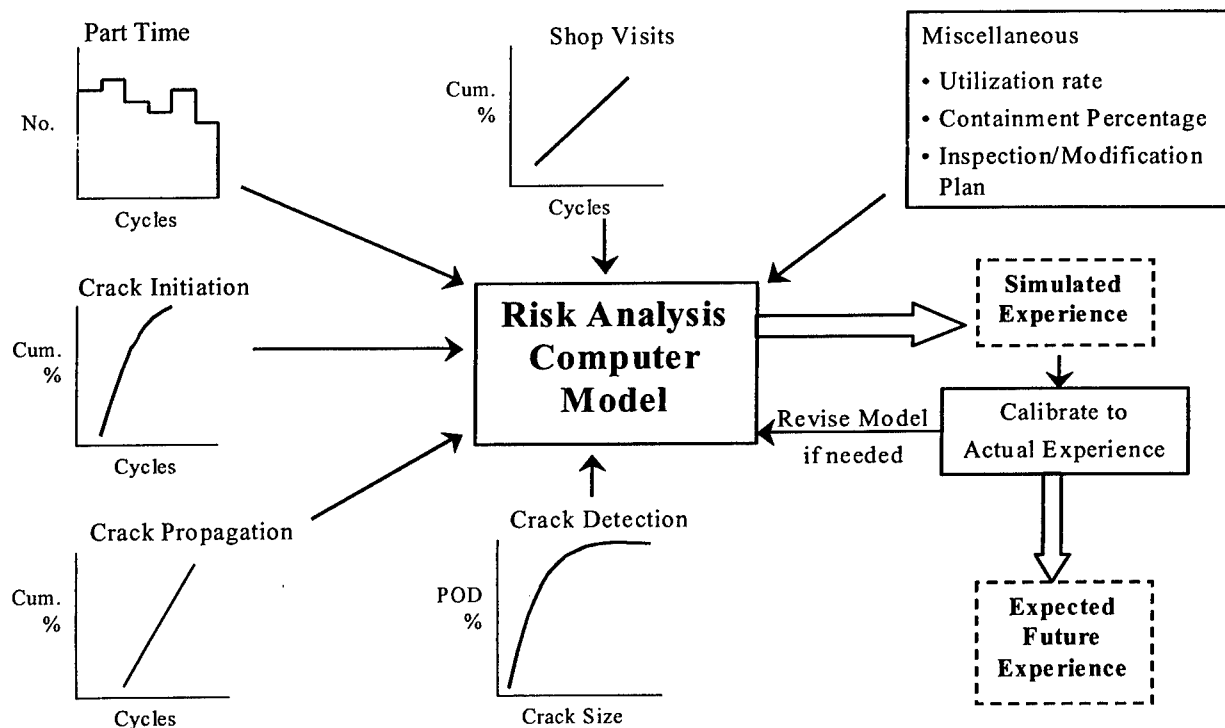 Part Time
No.
Cycles
Shop Visits
Cum.
%
Cycles
Miscellaneous
• Utilization rate
• Containment Percentage
• Inspection/Modification
Plan
Crack Initiation
Cum.
%
Cycles
Risk Analysis
Computer
Model
Simulated
Experience
Revise Model
if needed
Calibrate to
Actual Experience
Crack Propagation
Cum.
%
Cycles
Crack Detection
POD
%
Crack Size
Expected
Future
Experience